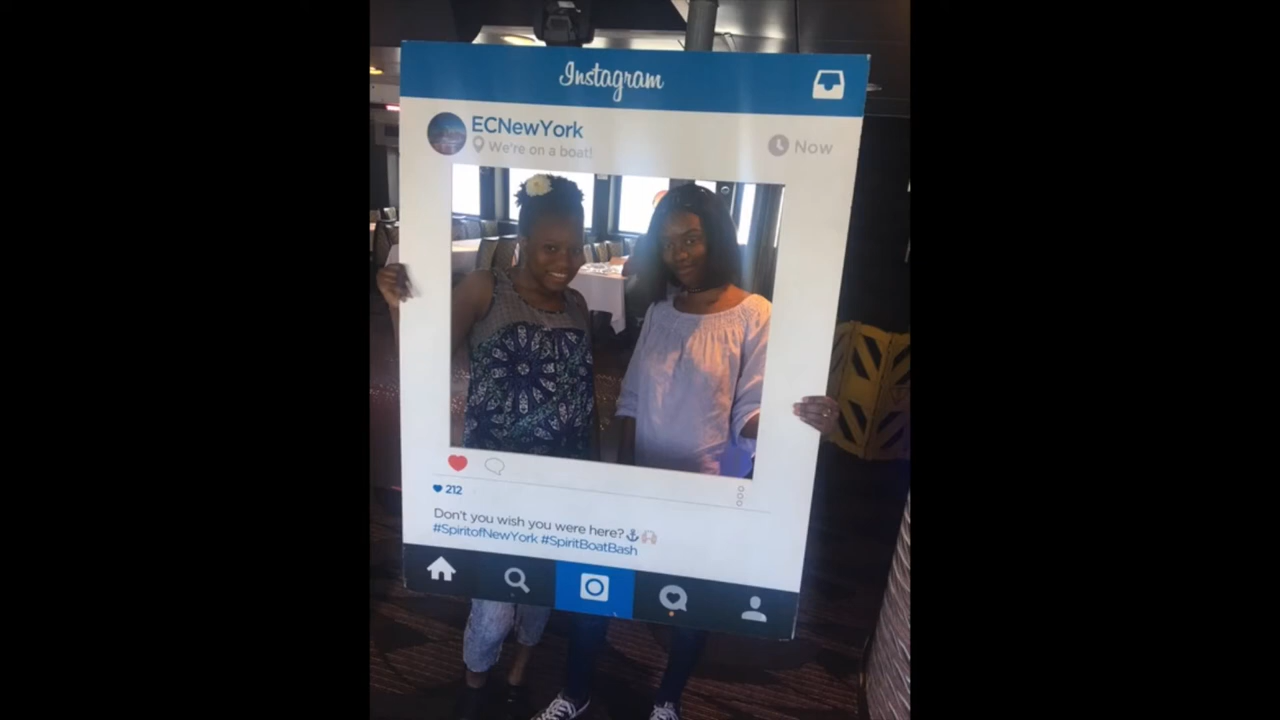 Instagram
ECNewYork
We're on a boat!
Now
212
Don't you wish you were here?
#SpiritofNewYork #SpiritBoatBash